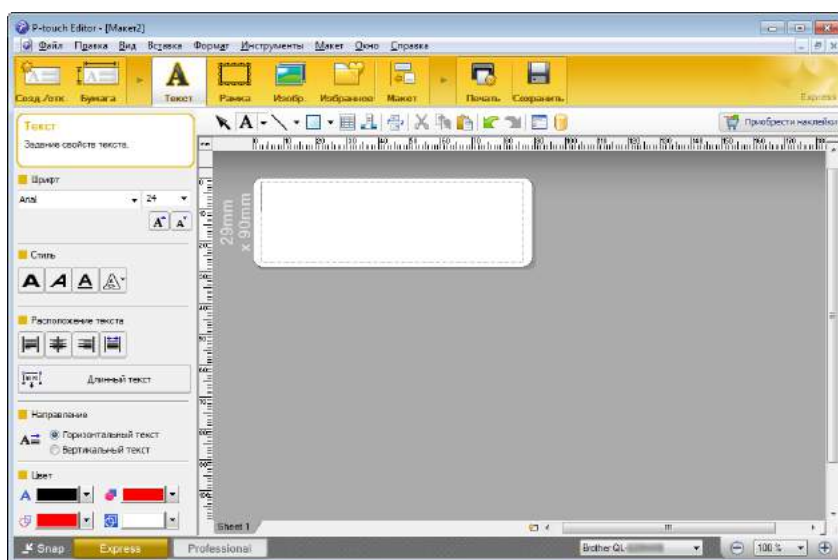 P-touch Editor - [Макет2]
Файл Правка Вид Вставка Формат Инструменты Макет Окно Справка
Созд./отк. Бумага Текст Рамка Изобр. Избранное Макет Печать Сохранить Express
Текст
Задание свойств текста.
Приобрести наклейки
Шрифт
Arial 24
29mm
x 90mm
Стиль
Расположение текста
Длинный текст
Направление
Горизонтальный текст
Вертикальный текст
Цвет
Sheet 1
Snap Express Professional Brother QL- 100 %